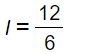 l = 12/6